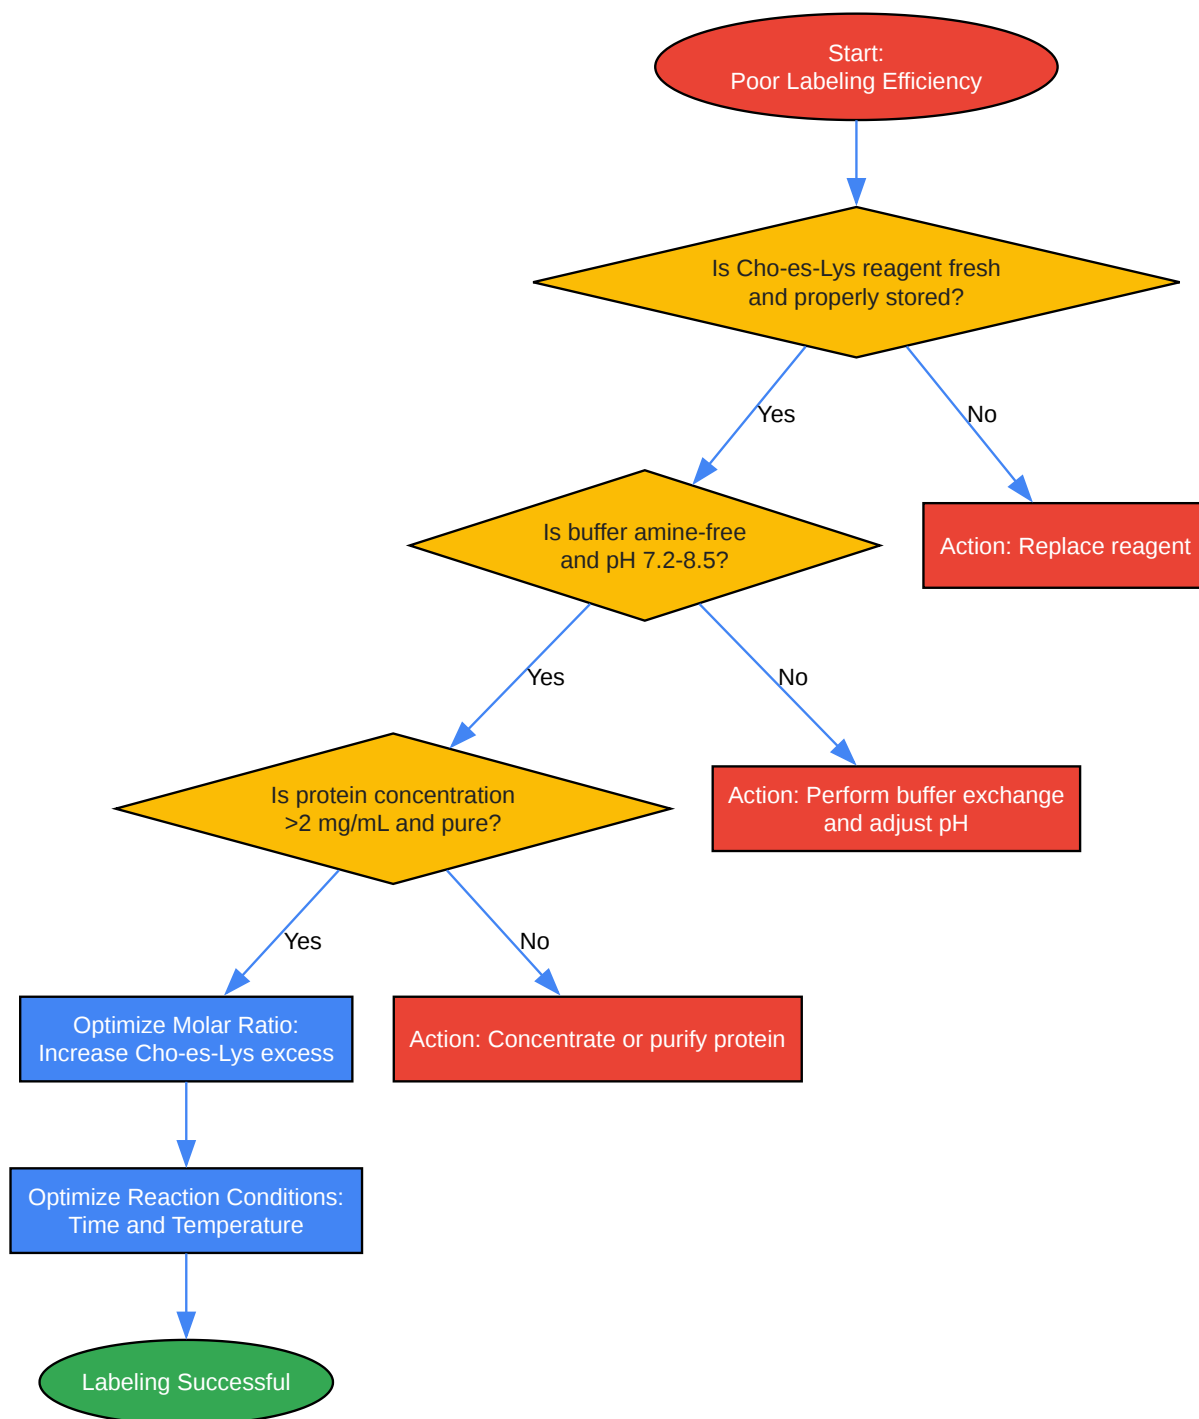 Start:
Poor Labeling Efficiency
Is Cho-es-Lys reagent fresh
and properly stored?
Yes
No
Is buffer amine-free
and pH 7.2-8.5?
Action: Replace reagent
Yes
No
Is protein concentration
>2 mg/mL and pure?
Action: Perform buffer exchange
and adjust pH
Yes
No
Optimize Molar Ratio:
Increase Cho-es-Lys excess
Action: Concentrate or purify protein
Optimize Reaction Conditions:
Time and Temperature
Labeling Successful